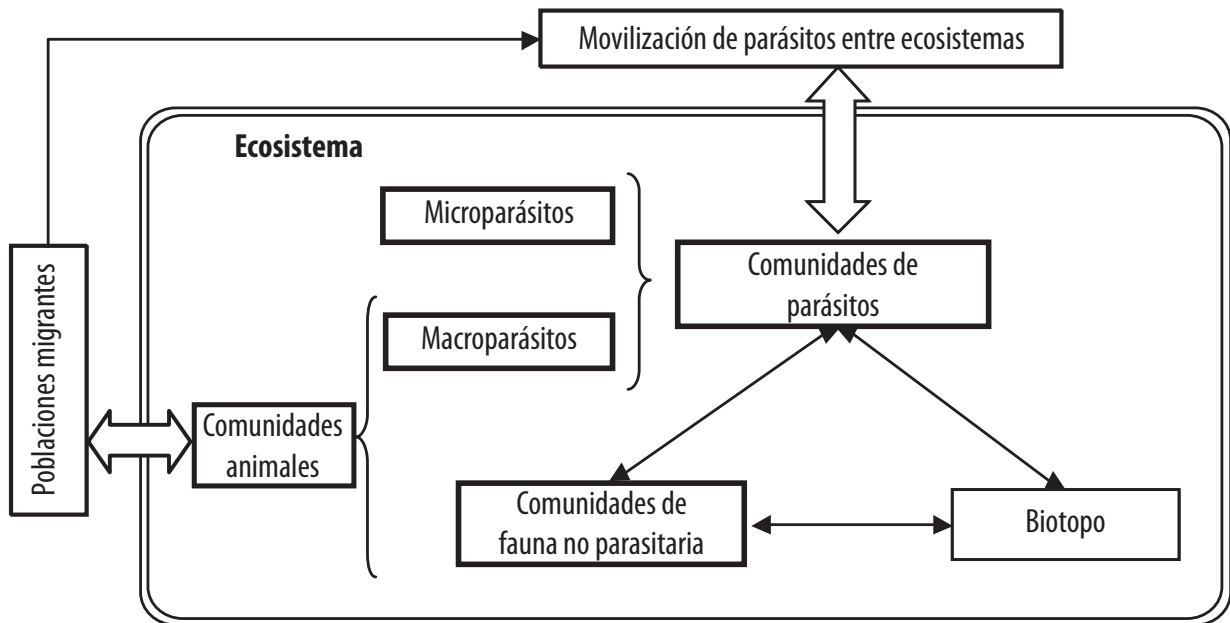 Movilización de parásitos entre ecosistemas
Ecosistema
Microparásitos
Comunidades de
parásitos
Macroparásitos
Poblaciones migrantes
Comunidades
animales
Comunidades de
fauna no parasitaria
Biotopo